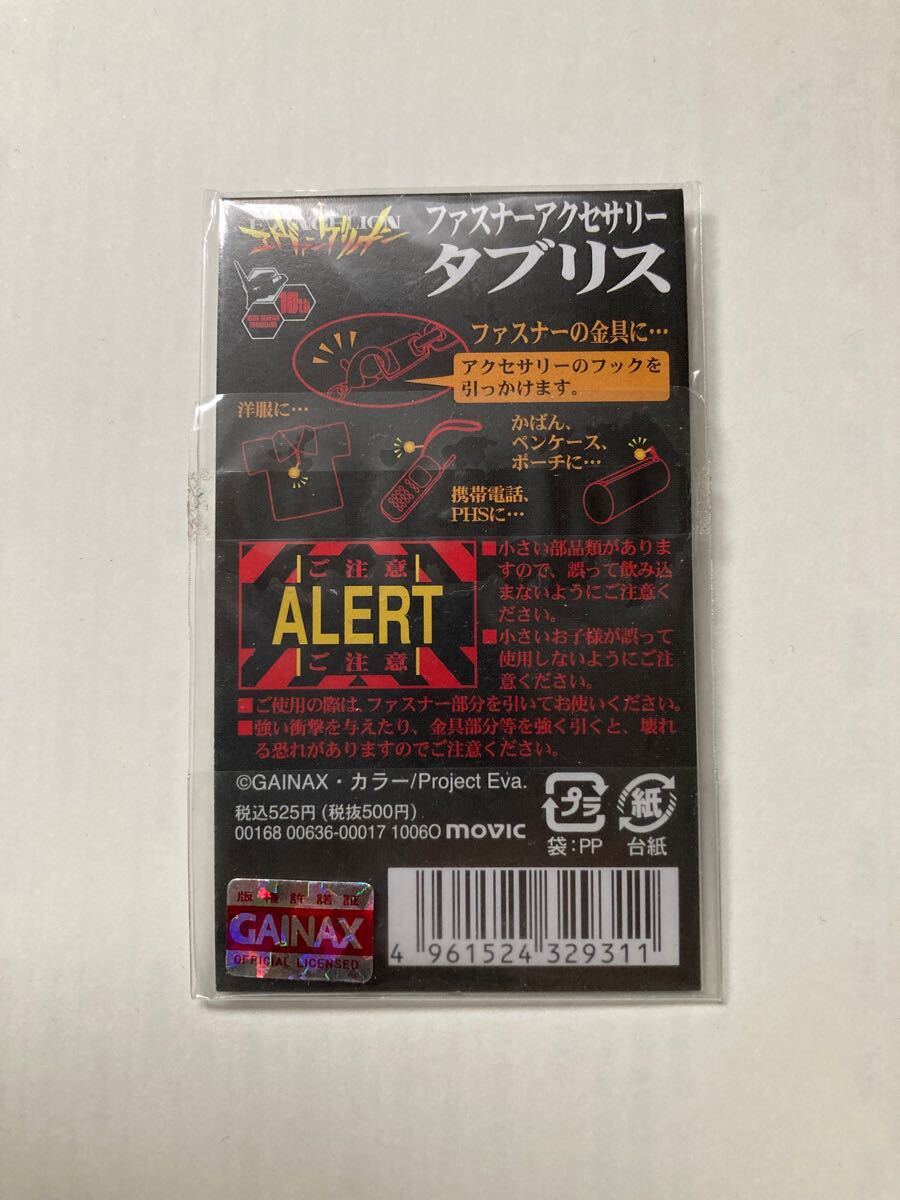 EVANGELION
エヴァンゲリオン
ファスナーアクセサリー
タブリス
10th
ファスナーの金具に…
アクセサリーのフックを
引っかけます。
洋服に…
かばん、
ペンケース、
ポーチに…
携帯電話、
PHSに…
ご注意
ALERT
ご注意
■小さい部品類がありま
すので、誤って飲み込
まないようにご注意く
ださい。
■小さいお子様が誤って
使用しないようにご注
意ください。
■ご使用の際は、ファスナー部分を引いてお使いください。
■強い衝撃を与えたり、金具部分等を強く引くと、壊れ
る恐れがありますのでご注意ください。
©GAINAX・カラー/Project Eva.
税込525円 (税抜500円)
00168 00636-00017 1006O movic
プラ
袋:PP
紙
台紙
版権許諾証
GAINAX
OFFICIAL LICENSED
4 961524 329311